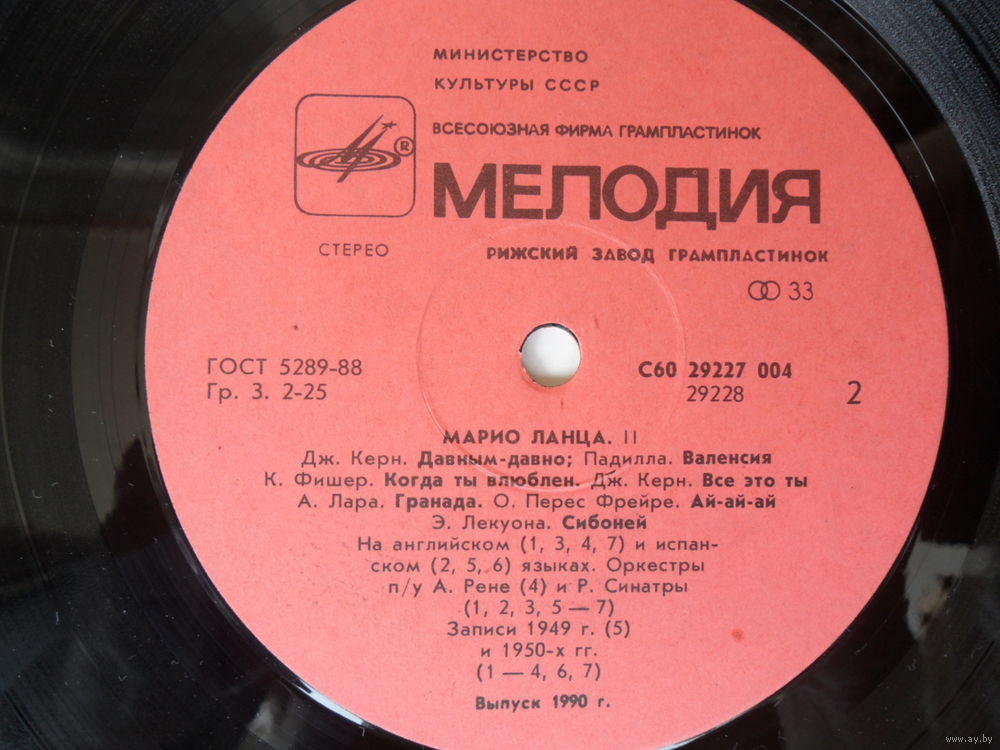 МИНИСТЕРСТВО
КУЛЬТУРЫ СССР
ВСЕСОЮЗНАЯ ФИРМА ГРАМПЛАСТИНОК
®
МЕЛОДИЯ
СТЕРЕО
РИЖСКИЙ ЗАВОД ГРАМПЛАСТИНОК
33
ГОСТ 5289-88
Гр. 3. 2-25
С60 29227 004
29228
2
МАРИО ЛАНЦА. II
Дж. Керн. Давным-давно; Падилла. Валенсия
К. Фишер. Когда ты влюблен. Дж. Керн. Все это ты
А. Лара. Гранада. О. Перес Фрейре. Ай-ай-ай
Э. Лекуона. Сибоней
На английском (1, 3, 4, 7) и испан-
ском (2, 5, 6) языках. Оркестры
п/у А. Рене (4) и Р. Синатры
(1, 2, 3, 5 — 7)
Записи 1949 г. (5)
и 1950-х гг.
(1 — 4, 6, 7)
Выпуск 1990 г.
www.ay.by